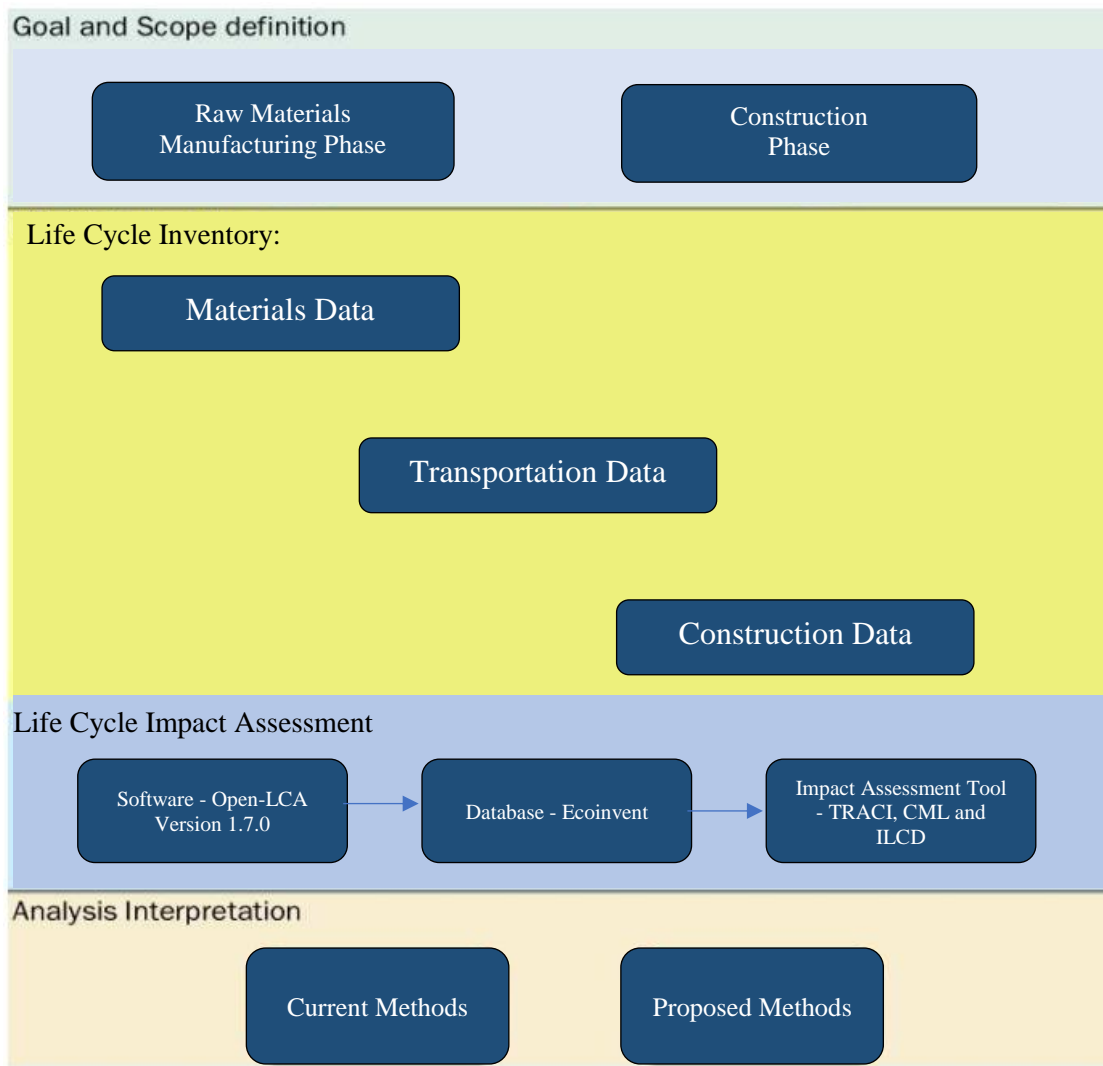 Goal and Scope definition
Raw Materials
Manufacturing Phase
Construction
Phase
Life Cycle Inventory:
Materials Data
Transportation Data
Construction Data
Life Cycle Impact Assessment
Software - Open-LCA
Version 1.7.0
Database - Ecoinvent
Impact Assessment Tool
- TRACI, CML and
ILCD
Analysis Interpretation
Current Methods
Proposed Methods